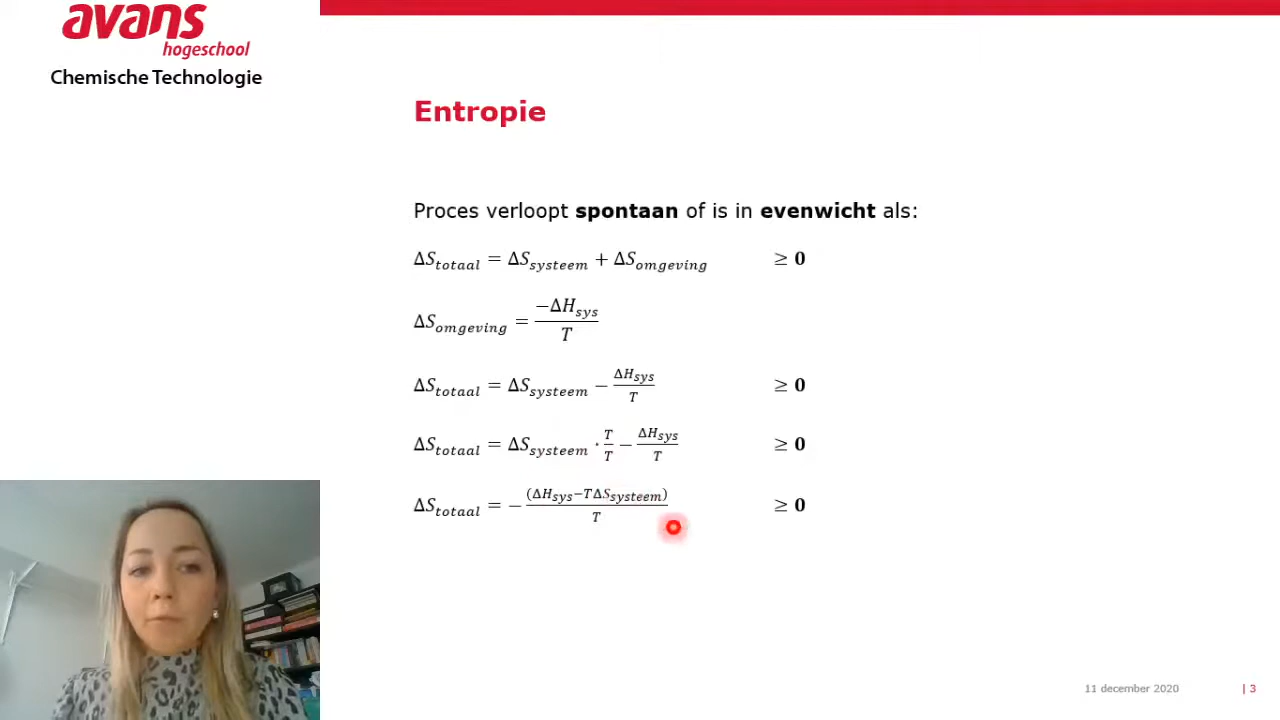 avans
hogeschool
Chemische Technologie
Entropie
Proces verloopt spontaan of is in evenwicht als:
ΔS_totaal = ΔS_systeem + ΔS_omgeving ≥ 0
ΔS_omgeving = −ΔH_sys / T
ΔS_totaal = ΔS_systeem − ΔH_sys / T ≥ 0
ΔS_totaal = ΔS_systeem · T / T − ΔH_sys / T ≥ 0
ΔS_totaal = − (ΔH_sys−TΔS_systeem) / T ≥ 0
11 december 2020 | 3